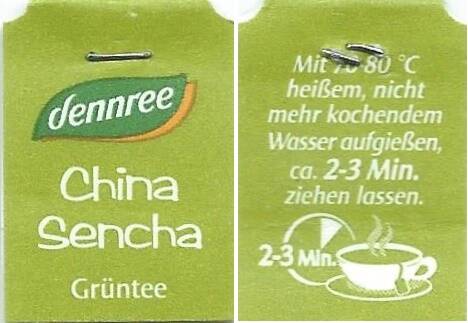 dennree
China
Sencha
Grüntee
Mit 70-80 °C
heißem, nicht
mehr kochendem
Wasser aufgießen,
ca. 2-3 Min.
ziehen lassen.
2-3 Min.